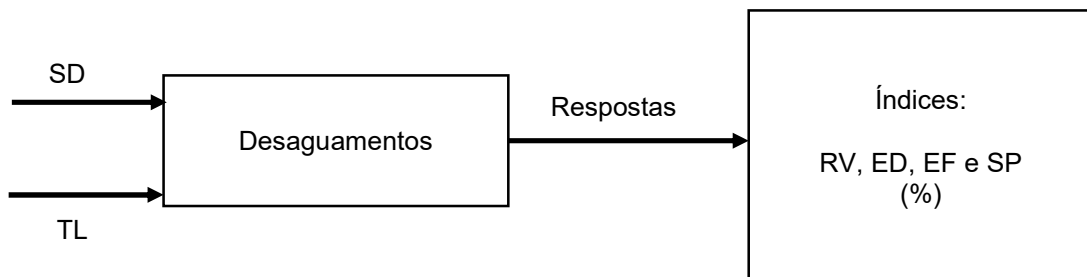 SD
TL
Desaguamentos
Respostas
Índices:
RV, ED, EF e SP
(%)